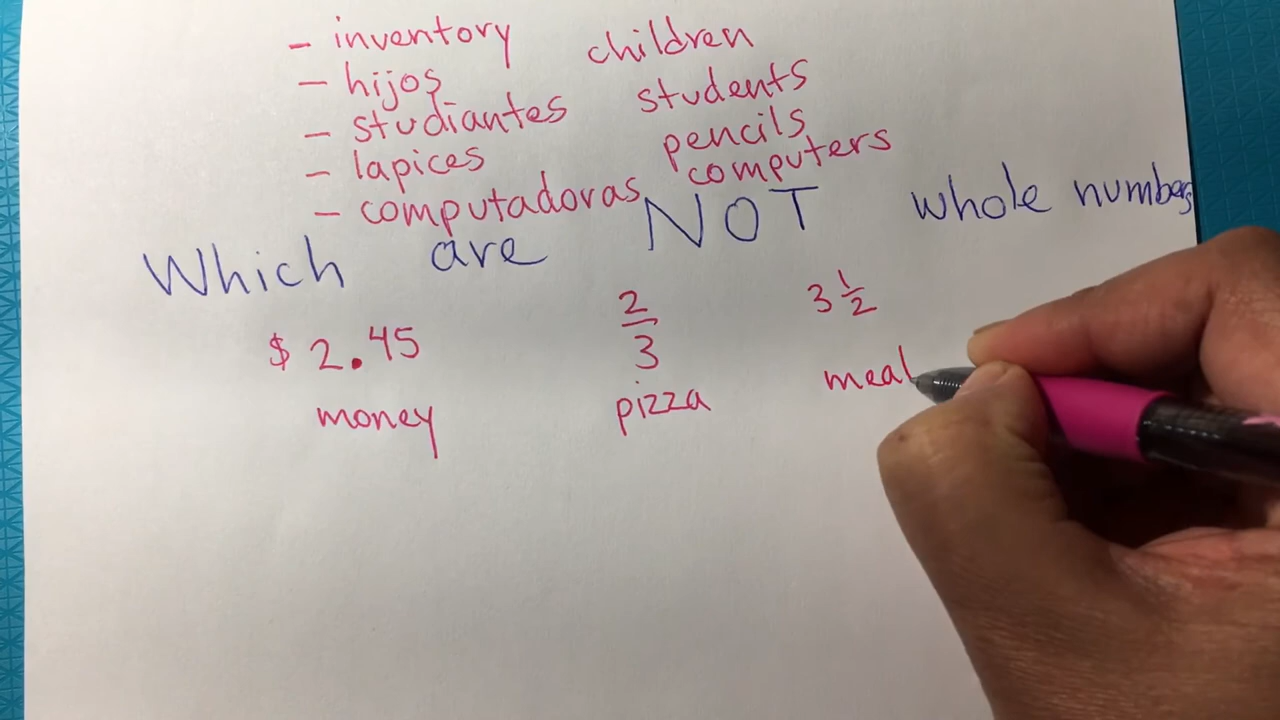 - inventory
- hijos children
- studiantes students
- lapices pencils
- computadoras computers
Which are NOT whole numbers
$ 2.45 2/3 3 1/2
money pizza meal